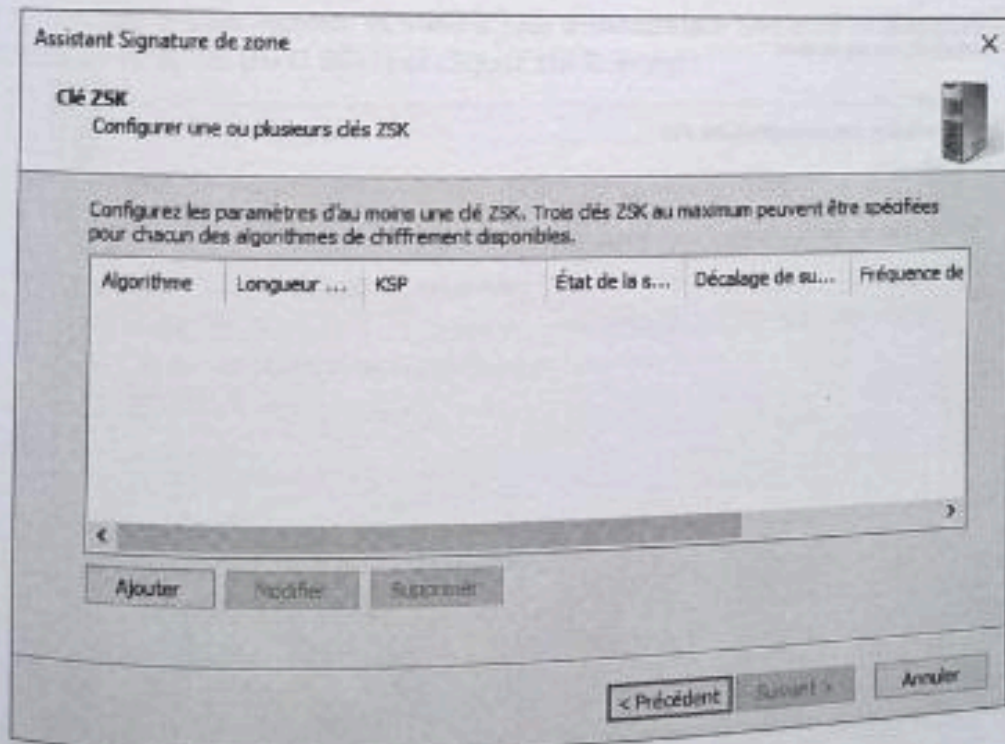 Assistant Signature de zone
Clé ZSK
Configurer une ou plusieurs clés ZSK
Configurez les paramètres d'au moins une clé ZSK. Trois clés ZSK au maximum peuvent être spécifiées
pour chacun des algorithmes de chiffrement disponibles.
Algorithme Longueur ... KSP État de la s... Décalage de su... Fréquence de
Ajouter Modifier Supprimer
< Précédent Suivant > Annuler